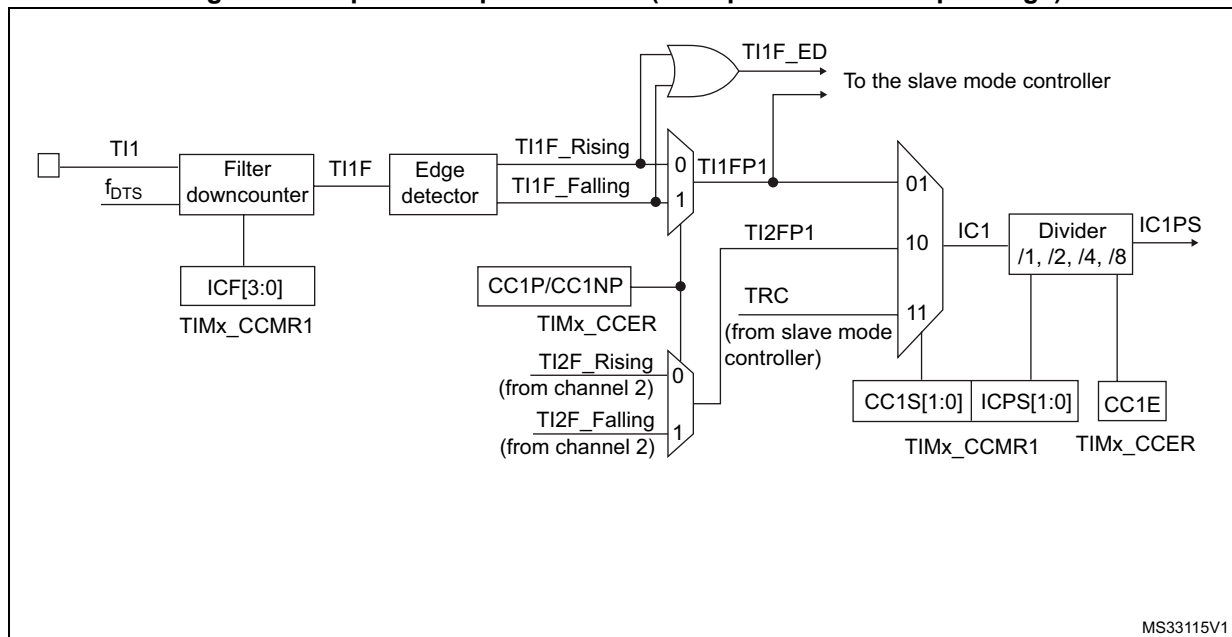 TI1F_ED
To the slave mode controller
TI1
f_DTS
Filter
downcounter
TI1F
Edge
detector
TI1F_Rising
TI1F_Falling
0
1
TI1FP1
01
TI2FP1
10
IC1
Divider
/1, /2, /4, /8
IC1PS
ICF[3:0]
TIMx_CCMR1
CC1P/CC1NP
TIMx_CCER
TRC
11
(from slave mode
controller)
TI2F_Rising
(from channel 2)
0
TI2F_Falling
1
(from channel 2)
CC1S[1:0]
ICPS[1:0]
CC1E
TIMx_CCMR1
TIMx_CCER
MS33115V1